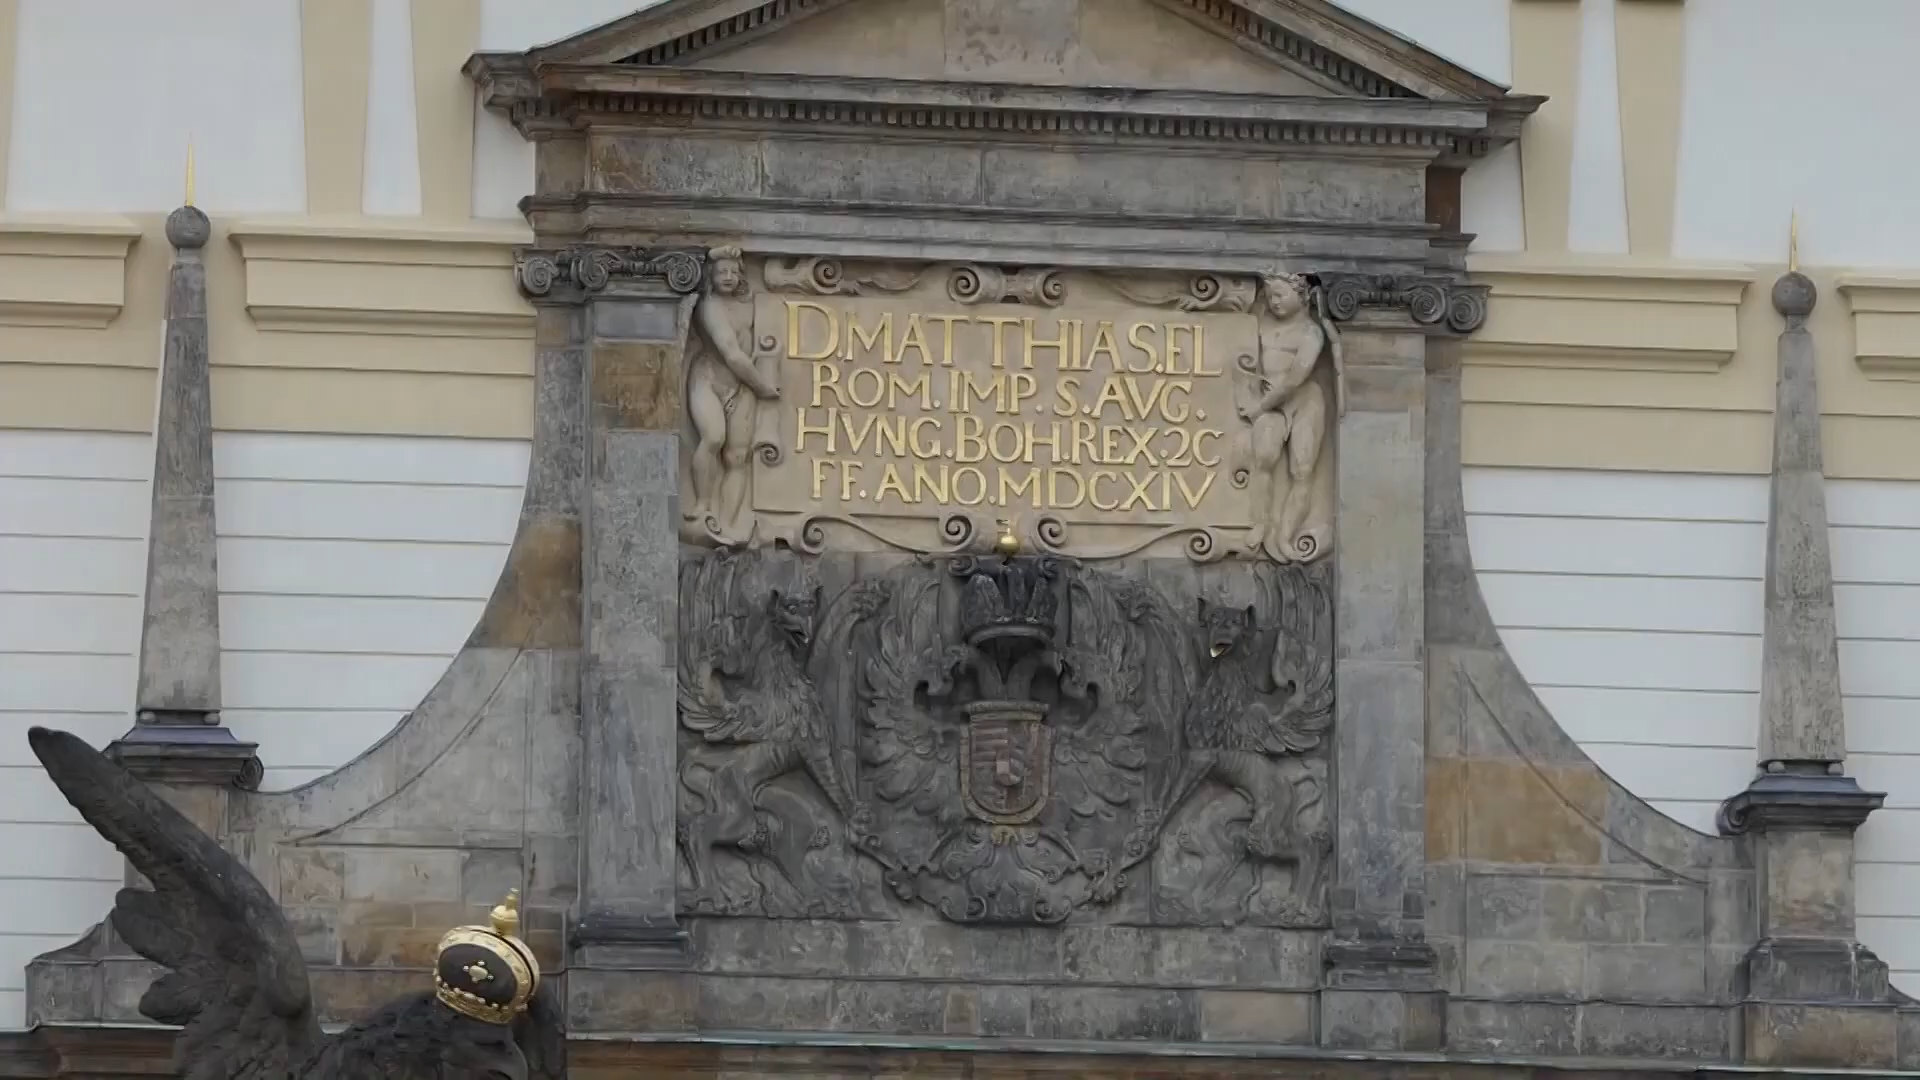 D.MATTHIAS.EL
ROM.IMP.S.AVG.
HVNG.BOH.REX.2C
FF.ANO.MDCXIV